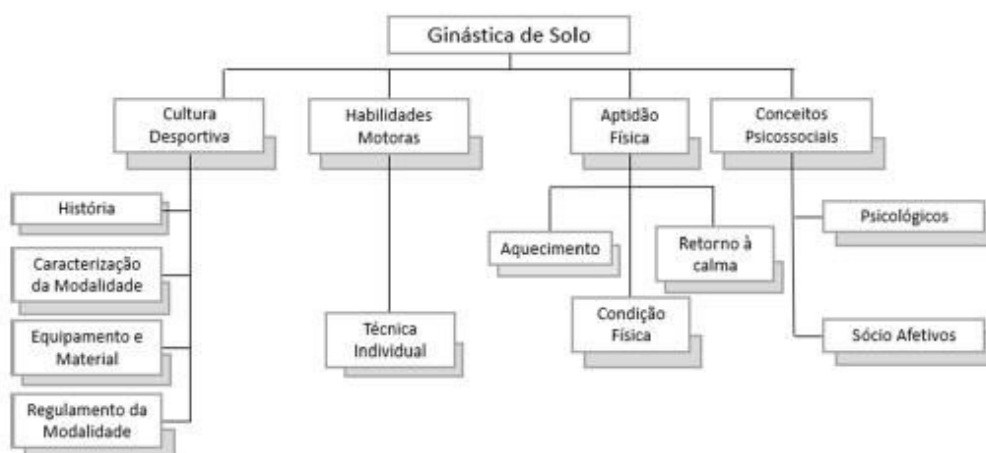 Ginástica de Solo
Cultura
Desportiva
Habilidades
Motoras
Aptidão
Física
Conceitos
Psicossociais
História
Caracterização
da Modalidade
Equipamento e
Material
Regulamento da
Modalidade
Técnica
Individual
Aquecimento
Condição
Física
Retorno à
calma
Psicológicos
Sócio Afetivos